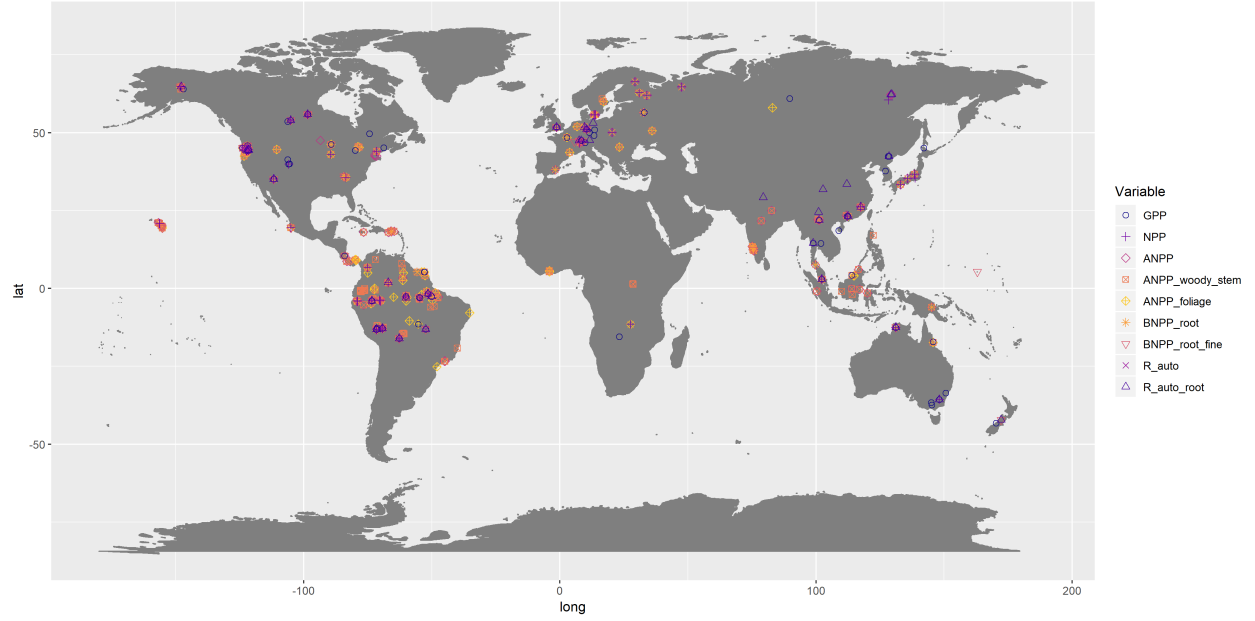 50
0
-50
lat
-100
0
100
200
long
Variable
GPP
NPP
ANPP
ANPP_woody_stem
ANPP_foliage
BNPP_root
BNPP_root_fine
R_auto
R_auto_root